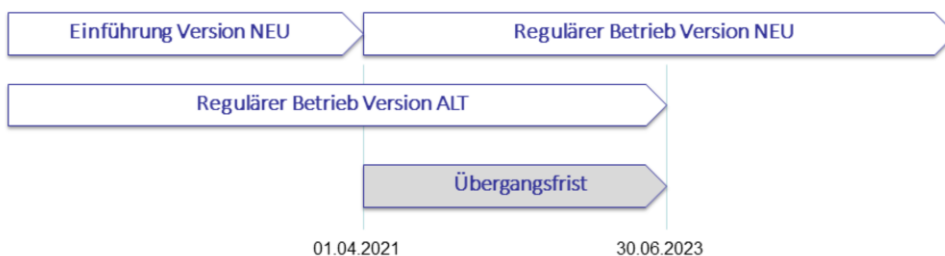 Einführung Version NEU
Regulärer Betrieb Version NEU
Regulärer Betrieb Version ALT
Übergangsfrist
01.04.2021
30.06.2023